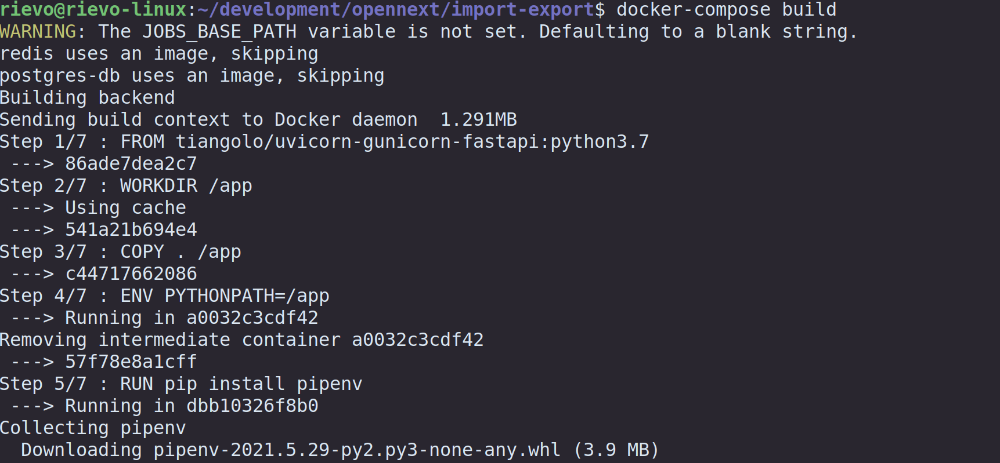 rievo@rievo-linux:~/development/opennext/import-export$ docker-compose build
WARNING: The JOBS_BASE_PATH variable is not set. Defaulting to a blank string.
redis uses an image, skipping
postgres-db uses an image, skipping
Building backend
Sending build context to Docker daemon  1.291MB
Step 1/7 : FROM tiangolo/uvicorn-gunicorn-fastapi:python3.7
 ---> 86ade7dea2c7
Step 2/7 : WORKDIR /app
 ---> Using cache
 ---> 541a21b694e4
Step 3/7 : COPY . /app
 ---> c44717662086
Step 4/7 : ENV PYTHONPATH=/app
 ---> Running in a0032c3cdf42
Removing intermediate container a0032c3cdf42
 ---> 57f78e8a1cff
Step 5/7 : RUN pip install pipenv
 ---> Running in dbb10326f8b0
Collecting pipenv
  Downloading pipenv-2021.5.29-py2.py3-none-any.whl (3.9 MB)